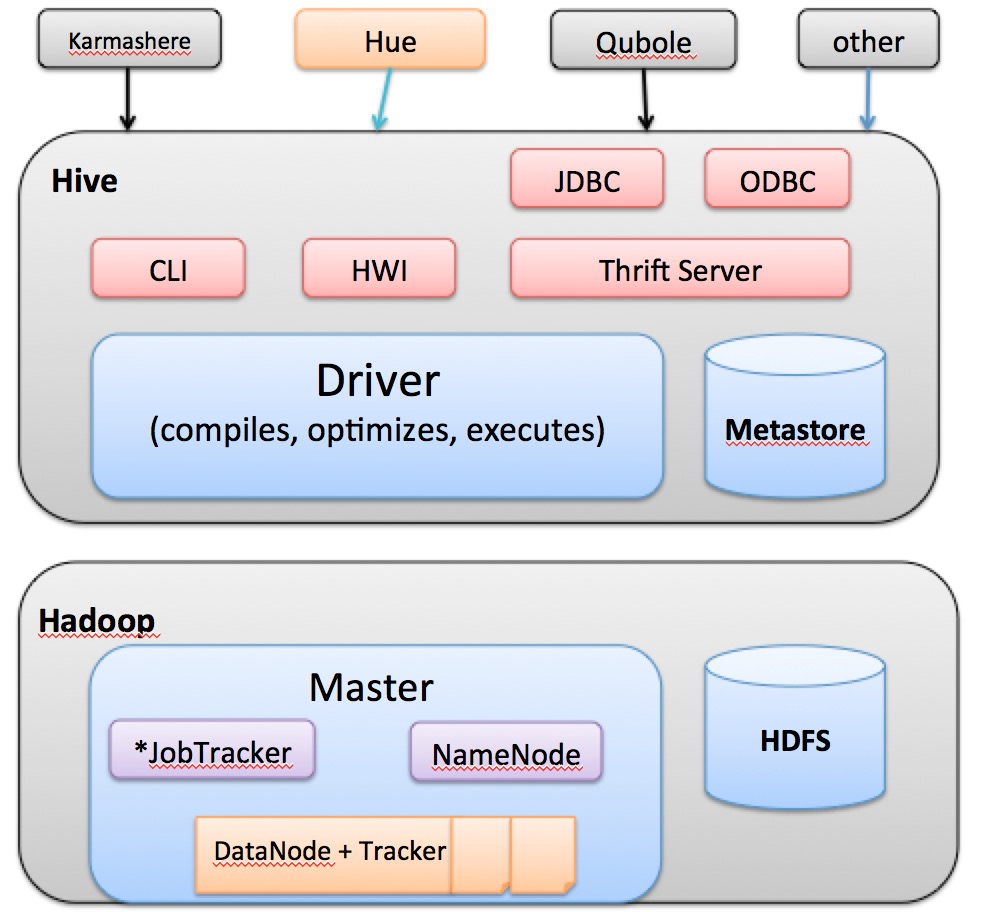 Karmashere
Hue
Qubole
other
Hive
JDBC
ODBC
CLI
HWI
Thrift Server
Driver
(compiles, optimizes, executes)
Metastore
Hadoop
Master
*JobTracker
NameNode
HDFS
DataNode + Tracker